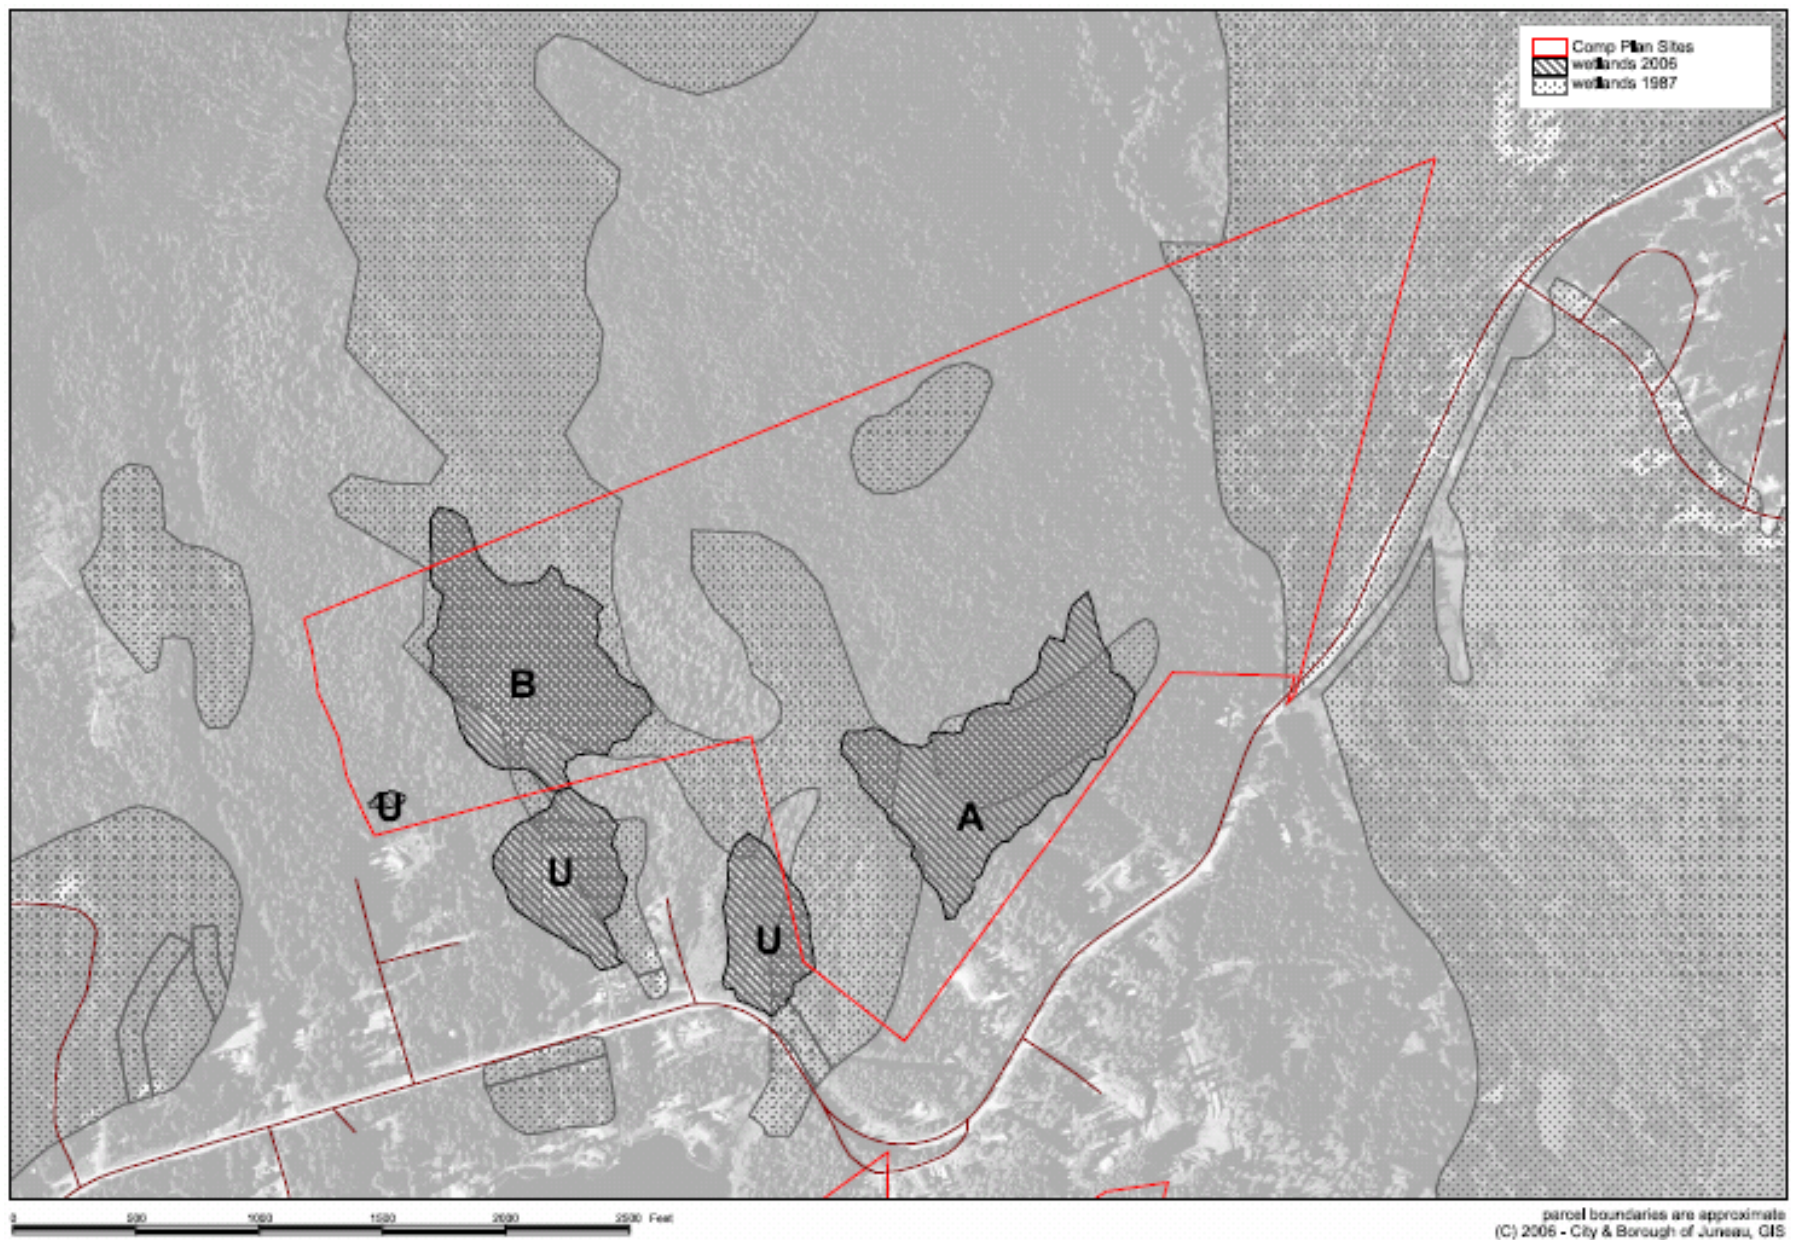 Comp Plan Sites
wetlands 2006
wetlands 1987
B
A
U
U
U
0 500 1000 1500 2000 2500 Feet
parcel boundaries are approximate
(C) 2006 - City & Borough of Juneau, GIS